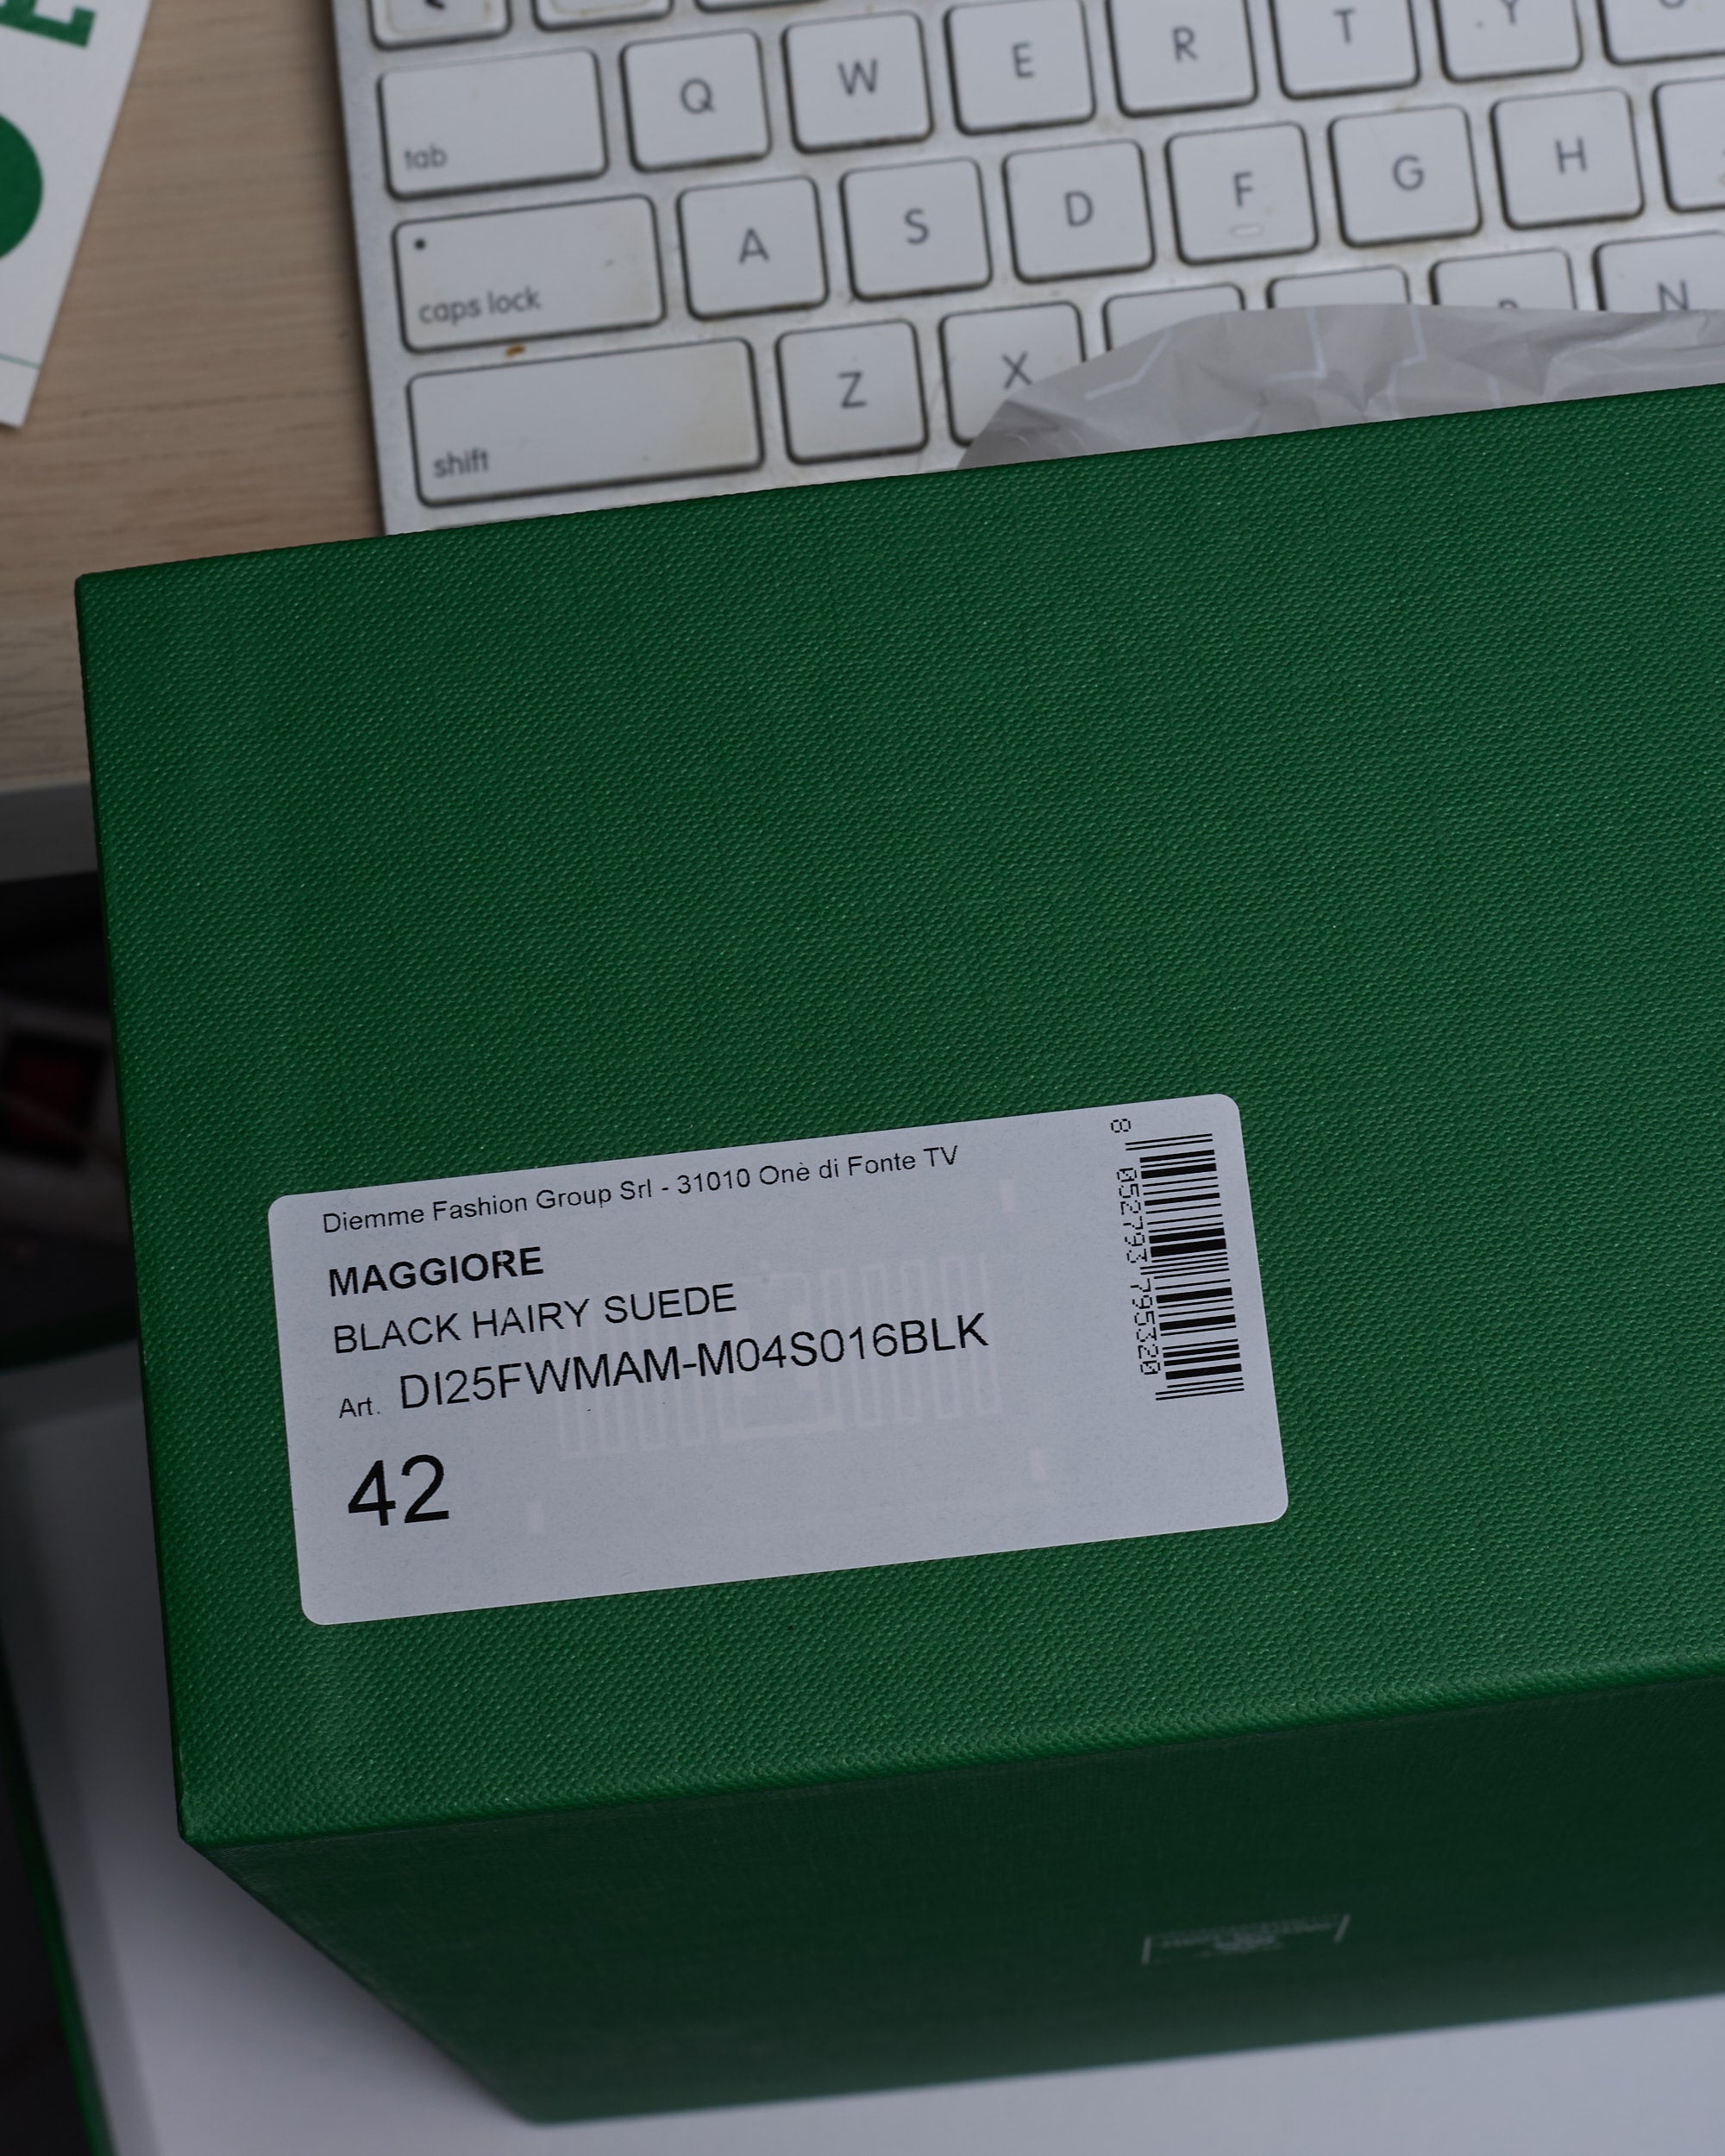 Q W E R T Y
tab
A S D F G H
caps lock
Z X N
shift
Diemme Fashion Group Srl - 31010 Onè di Fonte TV
MAGGIORE
BLACK HAIRY SUEDE
Art. DI25FWMAM-M04S016BLK
42
8 052793 795320